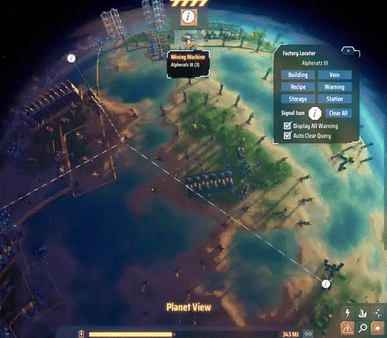 Mining Machine
Alpheratz III (3)
Factory Locator
Alpheratz III
Building Vein
Recipe Warning
Storage Station
Signal Icon Clear All
Display All Warning
Auto Clear Query
Planet View
343 MJ